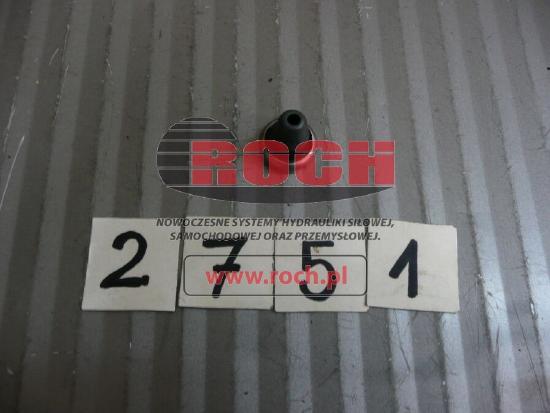 ROCH
NOWOCZESNE SYSTEMY HYDRAULIKI SIŁOWEJ,
SAMOCHODOWEJ ORAZ PRZEMYSŁOWEJ.
2 7 5 1
www.roch.pl